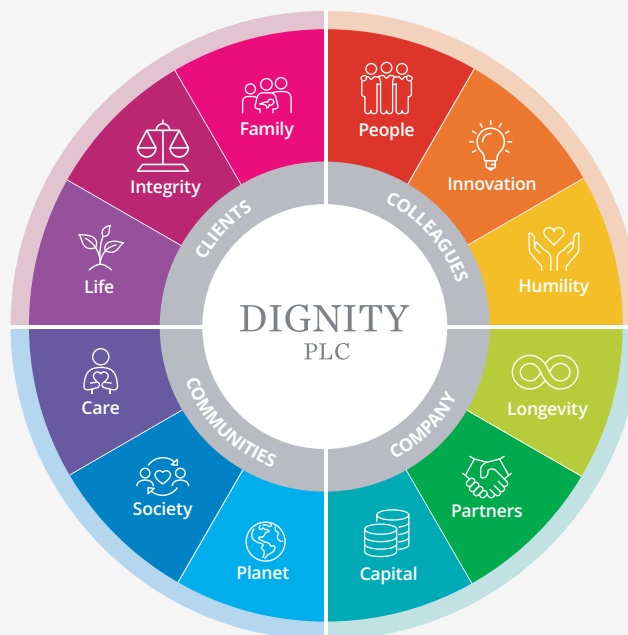 Family
People
Integrity
Innovation
CLIENTS
COLLEAGUES
Life
Humility
DIGNITY
PLC
Care
Longevity
COMMUNITIES
COMPANY
Society
Partners
Planet
Capital